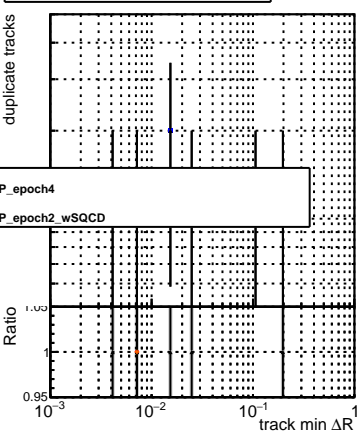 duplicate tracks
P_epoch4
P_epoch2_wSQCD
Ratio
1.05
1
0.95
10⁻³ 10⁻² 10⁻¹ 1
track min ΔR